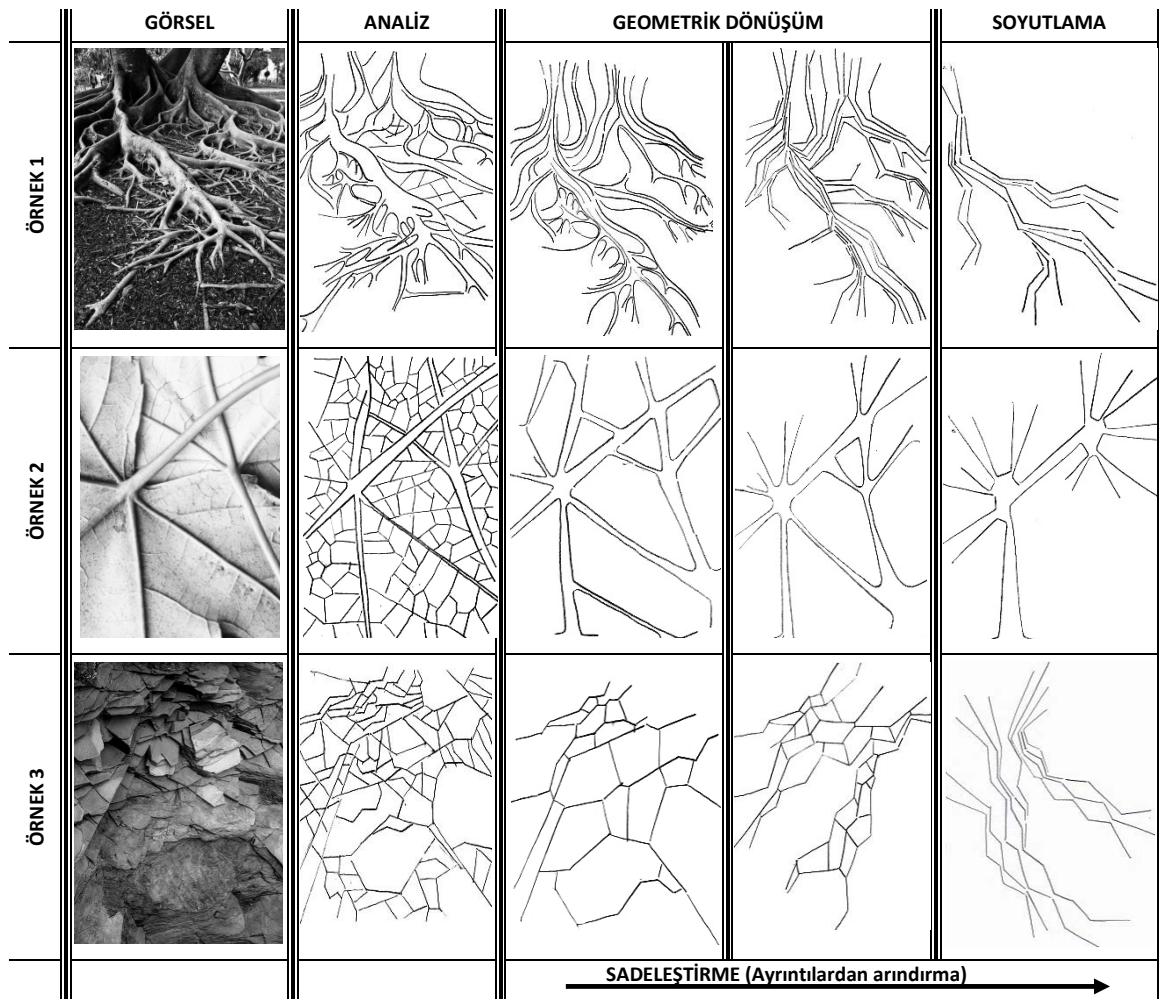 GÖRSEL ANALİZ GEOMETRİK DÖNÜŞÜM SOYUTLAMA
ÖRNEK 1
ÖRNEK 2
ÖRNEK 3
SADELEŞTİRME (Ayrıntılardan arındırma)